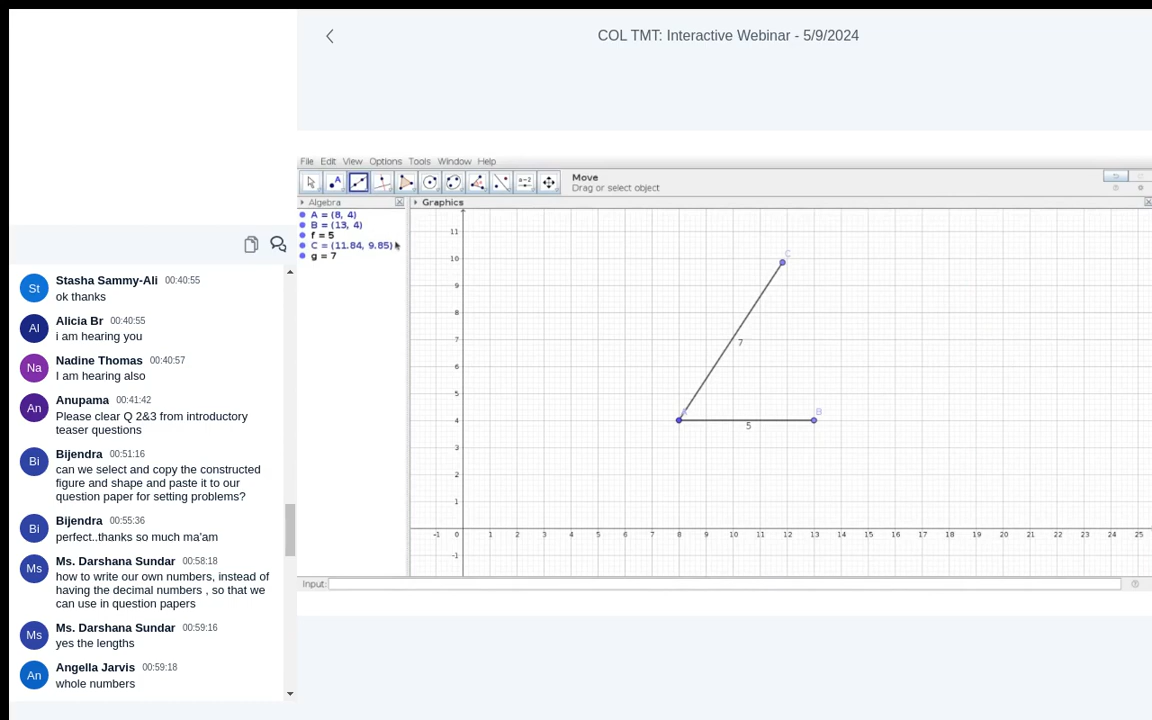 COL TMT: Interactive Webinar - 5/9/2024
St
Stasha Sammy-Ali 00:40:55
ok thanks
Al
Alicia Br 00:40:55
i am hearing you
Na
Nadine Thomas 00:40:57
I am hearing also
An
Anupama 00:41:42
Please clear Q 2&3 from introductory
teaser questions
Bi
Bijendra 00:51:16
can we select and copy the constructed
figure and shape and paste it to our
question paper for setting problems?
Bi
Bijendra 00:55:36
perfect..thanks so much ma'am
Ms
Ms. Darshana Sundar 00:58:18
how to write our own numbers, instead of
having the decimal numbers , so that we
can use in question papers
Ms
Ms. Darshana Sundar 00:59:16
yes the lengths
An
Angella Jarvis 00:59:18
whole numbers
File Edit View Options Tools Window Help
A
a=2
Move
Drag or select object
Algebra
A = (8, 4)
B = (13, 4)
f = 5
C = (11.84, 9.85)
g = 7
Graphics
11
10
9
8
7
6
5
4
3
2
1
-1
-1 0 1 2 3 4 5 6 7 8 9 10 11 12 13 14 15 16 17 18 19 20 21 22 23 24 25
C
7
A
B
5
Input: